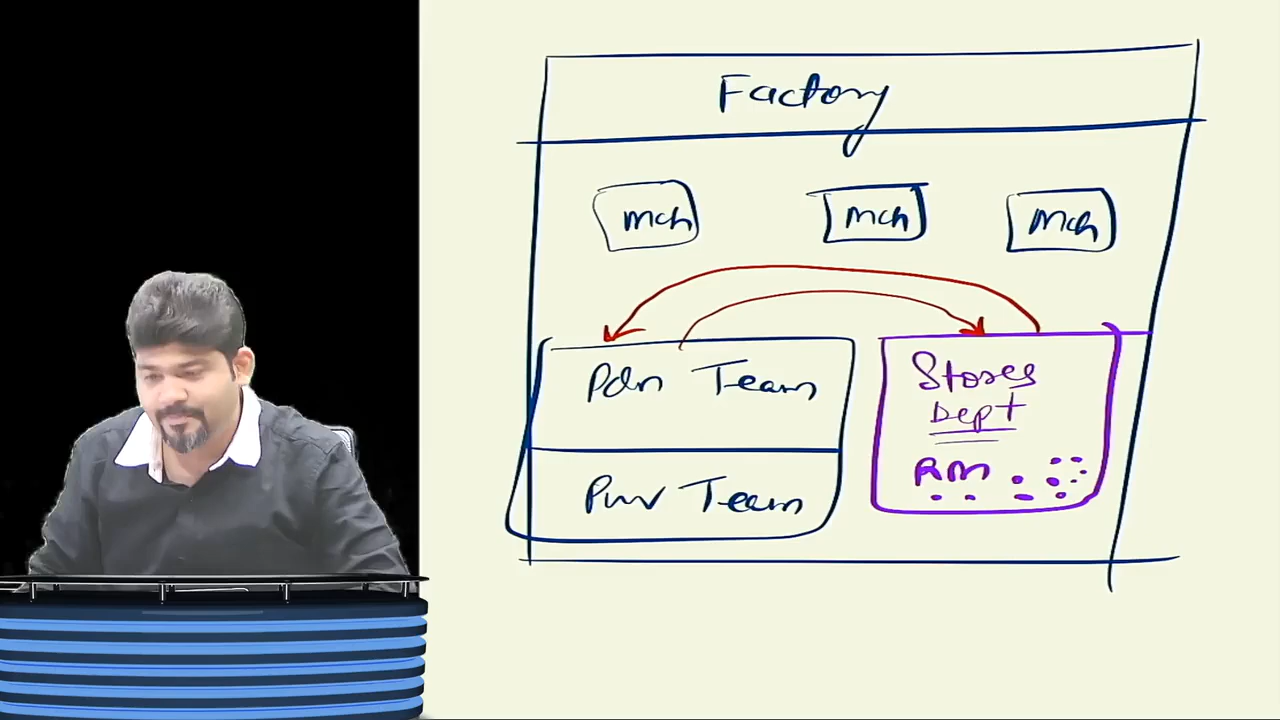 Factory
Mch Mch Mch
Pdn Team
Stores
Dept
Pur Team
RM